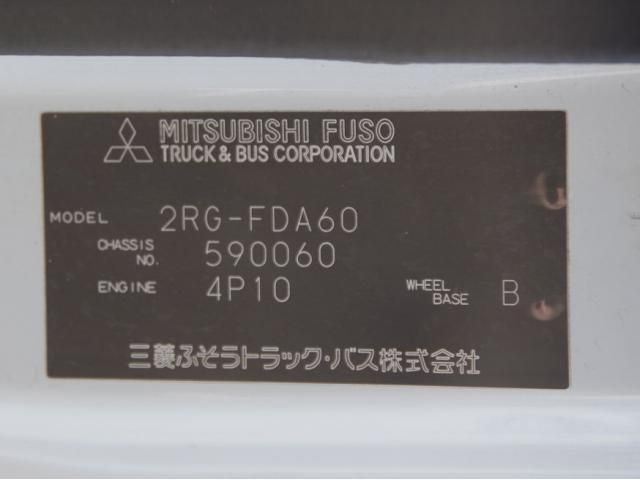 MITSUBISHI FUSO
TRUCK & BUS CORPORATION
MODEL 2RG-FDA60
CHASSIS NO. 590060
ENGINE 4P10 WHEEL BASE B
三菱ふそうトラック・バス株式会社